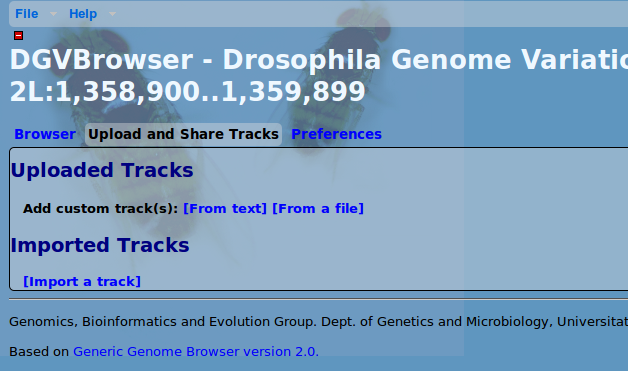 File Help
DGVBrowser - Drosophila Genome
2L:1,358,900..1,359,899
Browser Upload and Share Tracks Preferences
Uploaded Tracks
Add custom track(s): [From text] [From a file]
Imported Tracks
[Import a track]
Genomics, Bioinformatics and Evolution Group. Dept. of Genetics and Microbiology,
Based on Generic Genome Browser version 2.0.